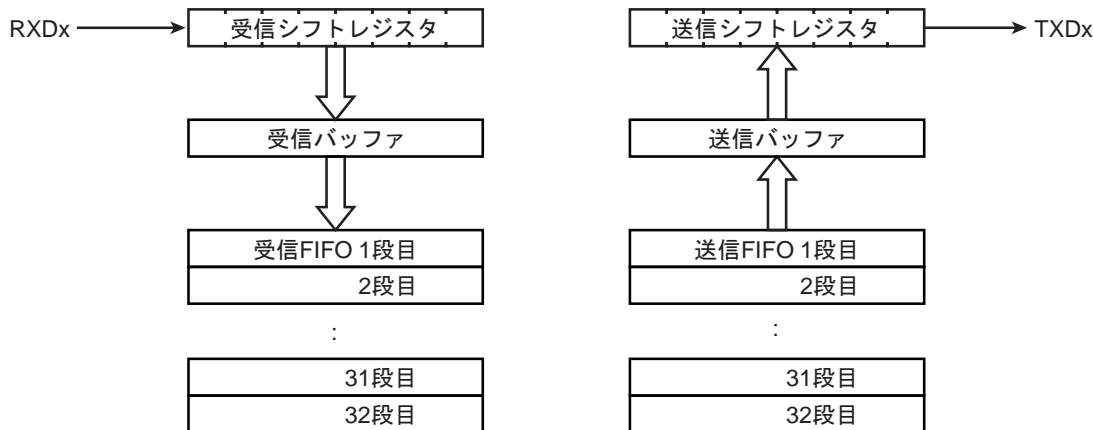 RXDx
受信シフトレジスタ
受信バッファ
受信FIFO 1段目
2段目
:
31段目
32段目
送信シフトレジスタ
TXDx
送信バッファ
送信FIFO 1段目
2段目
:
31段目
32段目